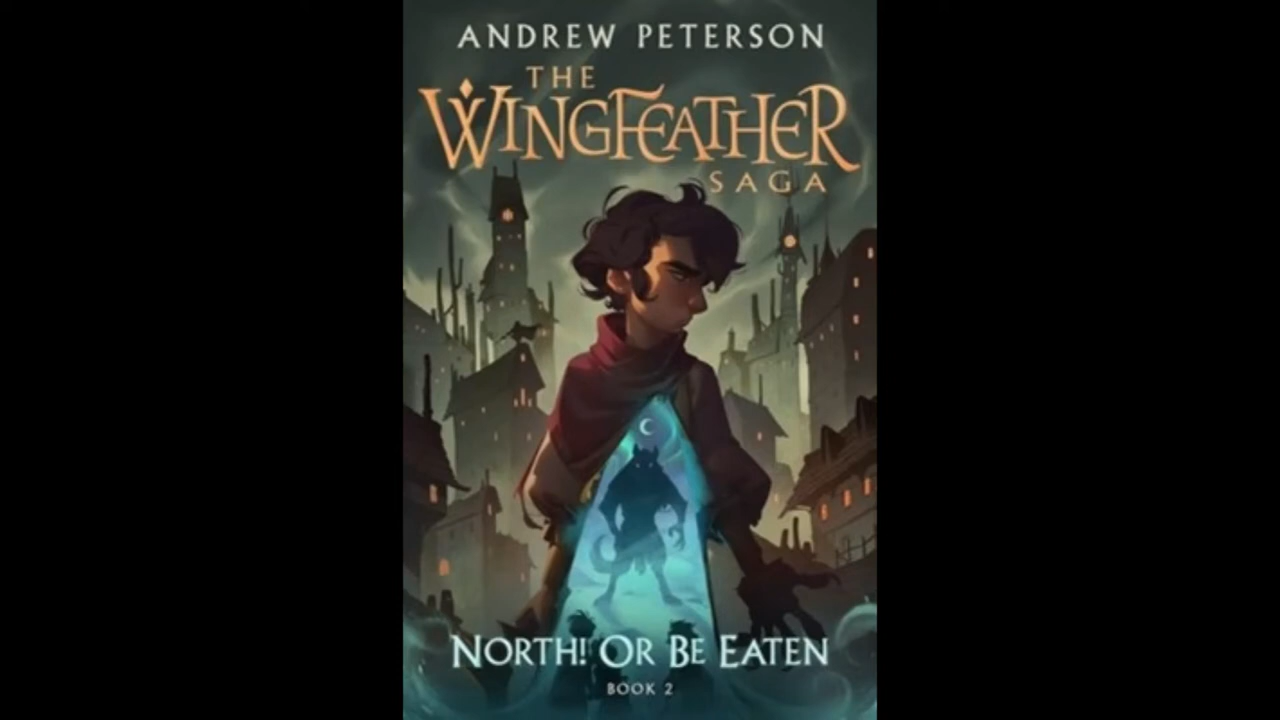 ANDREW PETERSON
THE
WINGFEATHER
SAGA
NORTH! OR BE EATEN
BOOK 2